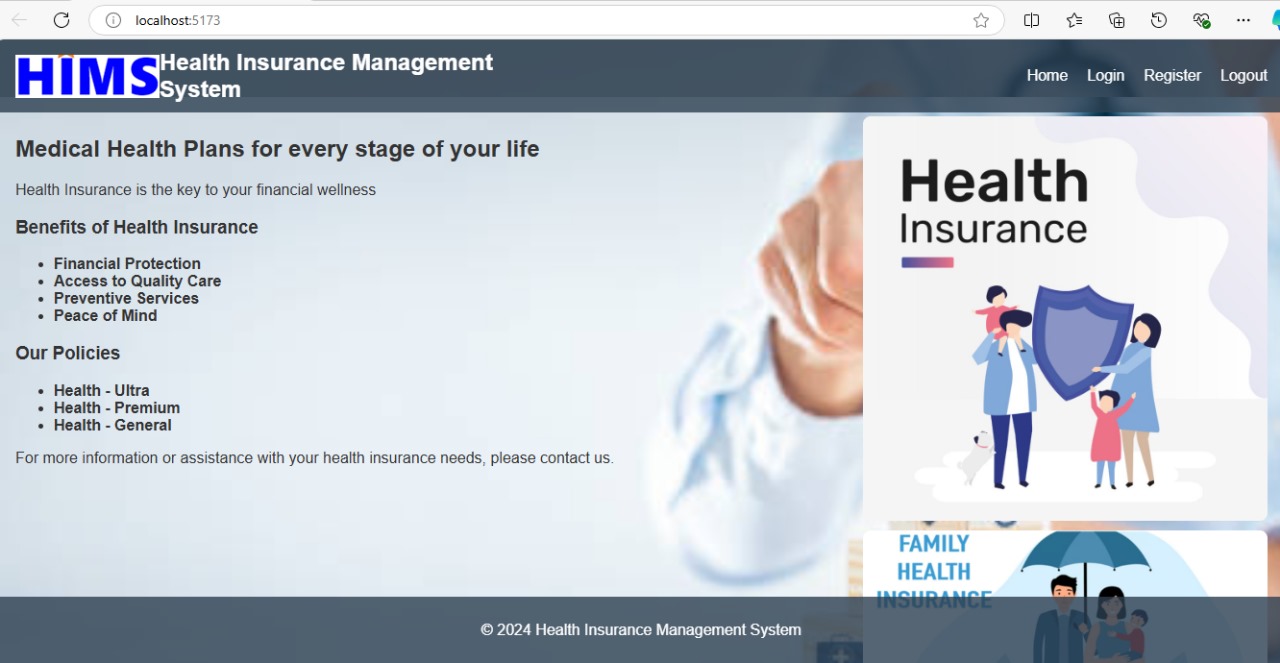 localhost:5173
HIMS
Health Insurance Management
System
Home Login Register Logout
Medical Health Plans for every stage of your life
Health Insurance is the key to your financial wellness
Benefits of Health Insurance
• Financial Protection
• Access to Quality Care
• Preventive Services
• Peace of Mind
Our Policies
• Health - Ultra
• Health - Premium
• Health - General
For more information or assistance with your health insurance needs, please contact us.
Health
Insurance
FAMILY
HEALTH
INSURANCE
© 2024 Health Insurance Management System